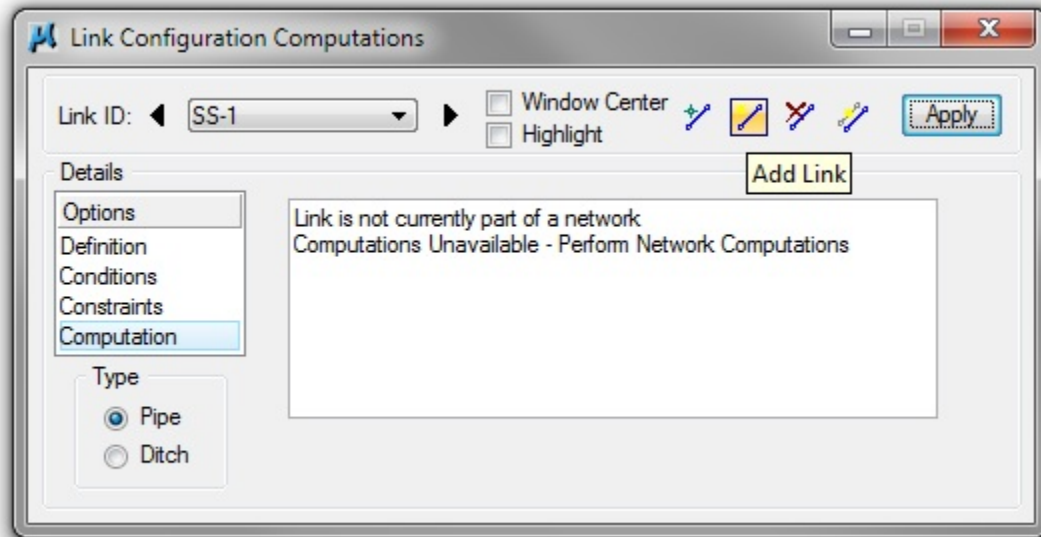 Link Configuration Computations
Link ID:
SS-1
Window Center
Highlight
Apply
Add Link
Details
Options
Definition
Conditions
Constraints
Computation
Link is not currently part of a network
Computations Unavailable - Perform Network Computations
Type
Pipe
Ditch